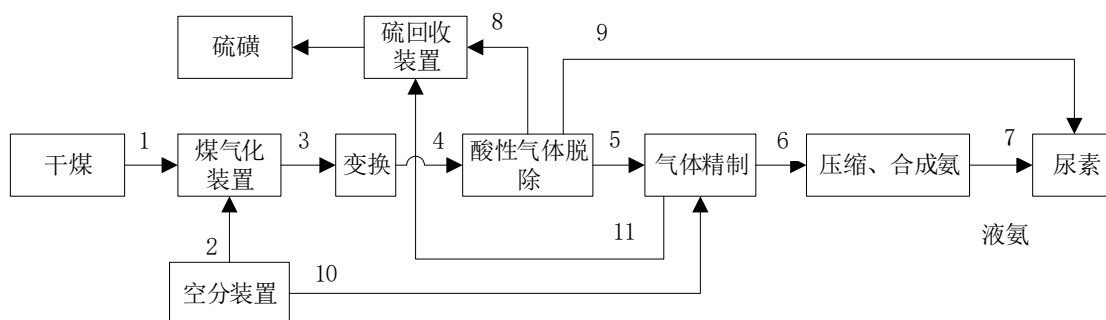 8
9
硫磺
硫回收
装置
1
3
4
5
6
7
干煤
煤气化
装置
变换
酸性气体脱
除
气体精制
压缩、合成氨
尿素
2
11
液氨
10
空分装置